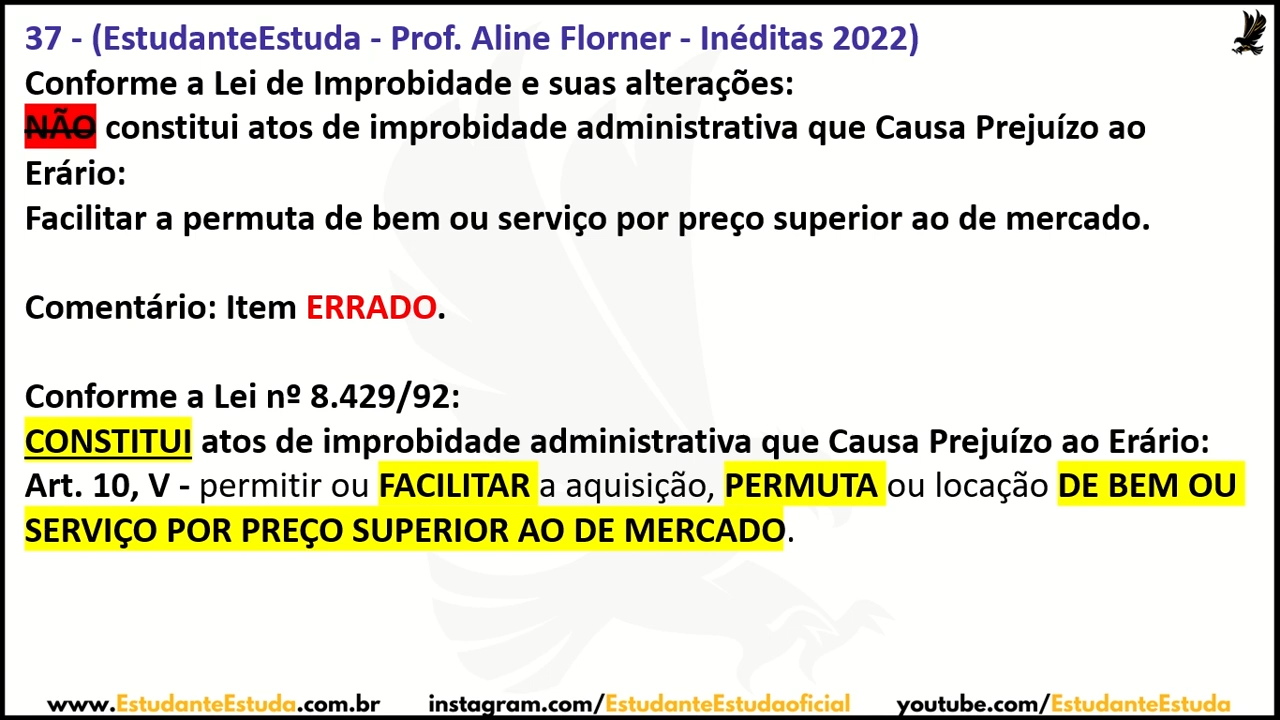 37 - (EstudanteEstuda - Prof. Aline Florner - Inéditas 2022)
Conforme a Lei de Improbidade e suas alterações:
NÃO constitui atos de improbidade administrativa que Causa Prejuízo ao
Erário:
Facilitar a permuta de bem ou serviço por preço superior ao de mercado.
Comentário: Item ERRADO.
Conforme a Lei nº 8.429/92:
CONSTITUI atos de improbidade administrativa que Causa Prejuízo ao Erário:
Art. 10, V - permitir ou FACILITAR a aquisição, PERMUTA ou locação DE BEM OU
SERVIÇO POR PREÇO SUPERIOR AO DE MERCADO.
www.EstudanteEstuda.com.br instagram.com/EstudanteEstudaoficial youtube.com/EstudanteEstuda